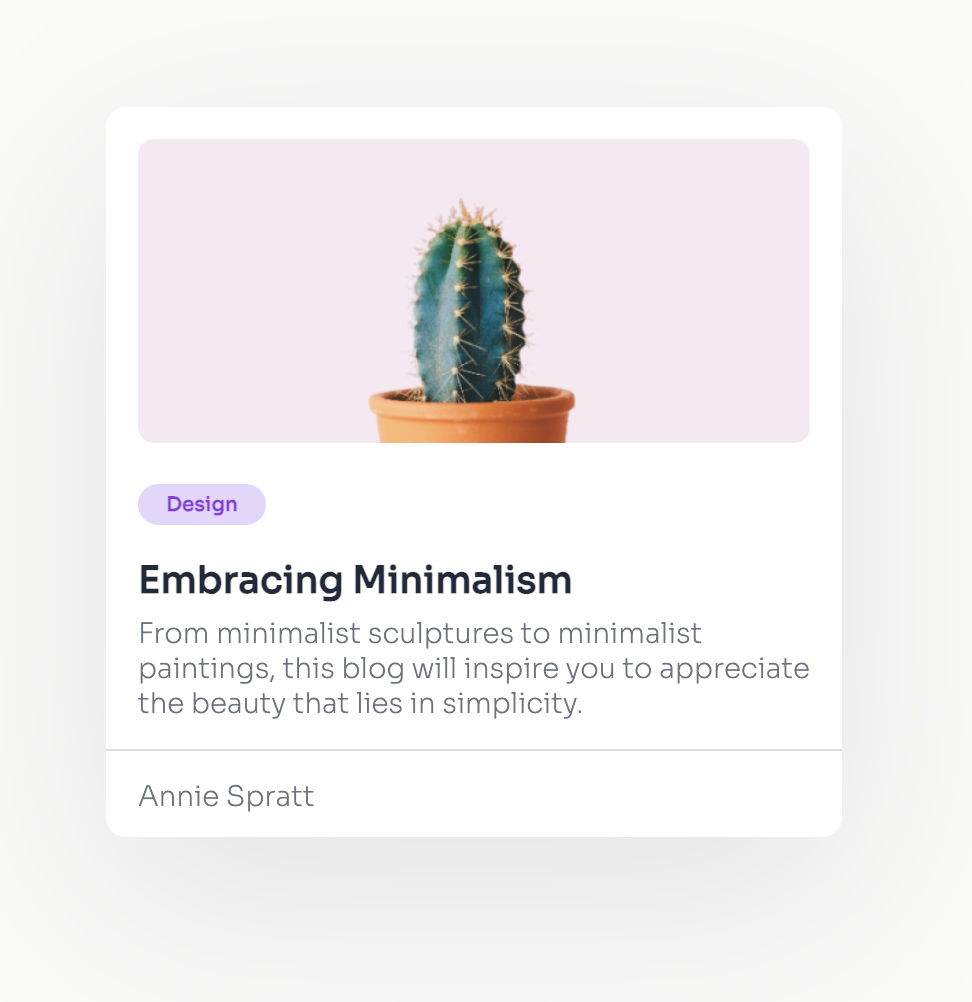 Design
Embracing Minimalism
From minimalist sculptures to minimalist
paintings, this blog will inspire you to appreciate
the beauty that lies in simplicity.
Annie Spratt